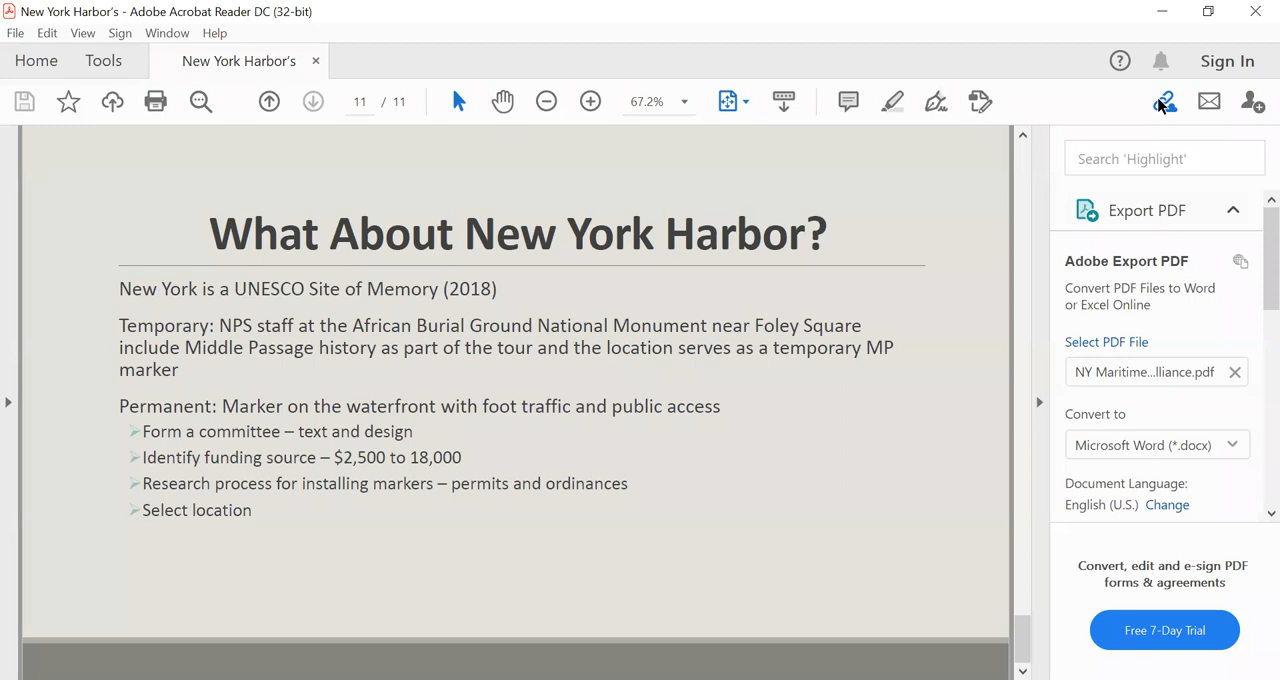 New York Harbor's - Adobe Acrobat Reader DC (32-bit)
File Edit View Sign Window Help
Home Tools New York Harbor's × Sign In
11 / 11 67.2%
Search 'Highlight'
Export PDF
Adobe Export PDF
Convert PDF Files to Word
or Excel Online
Select PDF File
NY Maritime...lliance.pdf
Convert to
Microsoft Word (*.docx)
Document Language:
English (U.S.) Change
Convert, edit and e-sign PDF
forms & agreements
Free 7-Day Trial
What About New York Harbor?
New York is a UNESCO Site of Memory (2018)
Temporary: NPS staff at the African Burial Ground National Monument near Foley Square
include Middle Passage history as part of the tour and the location serves as a temporary MP
marker
Permanent: Marker on the waterfront with foot traffic and public access
➢Form a committee – text and design
➢Identify funding source – $2,500 to 18,000
➢Research process for installing markers – permits and ordinances
➢Select location